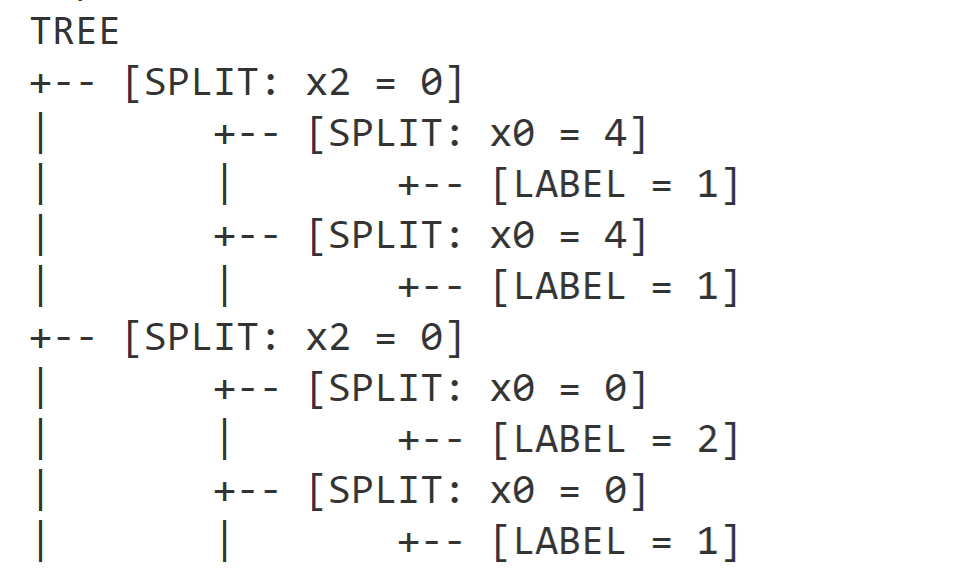 TREE
+-- [SPLIT: x2 = 0]
|       +-- [SPLIT: x0 = 4]
|       |       +-- [LABEL = 1]
|       +-- [SPLIT: x0 = 4]
|       |       +-- [LABEL = 1]
+-- [SPLIT: x2 = 0]
|       +-- [SPLIT: x0 = 0]
|       |       +-- [LABEL = 2]
|       +-- [SPLIT: x0 = 0]
|       |       +-- [LABEL = 1]